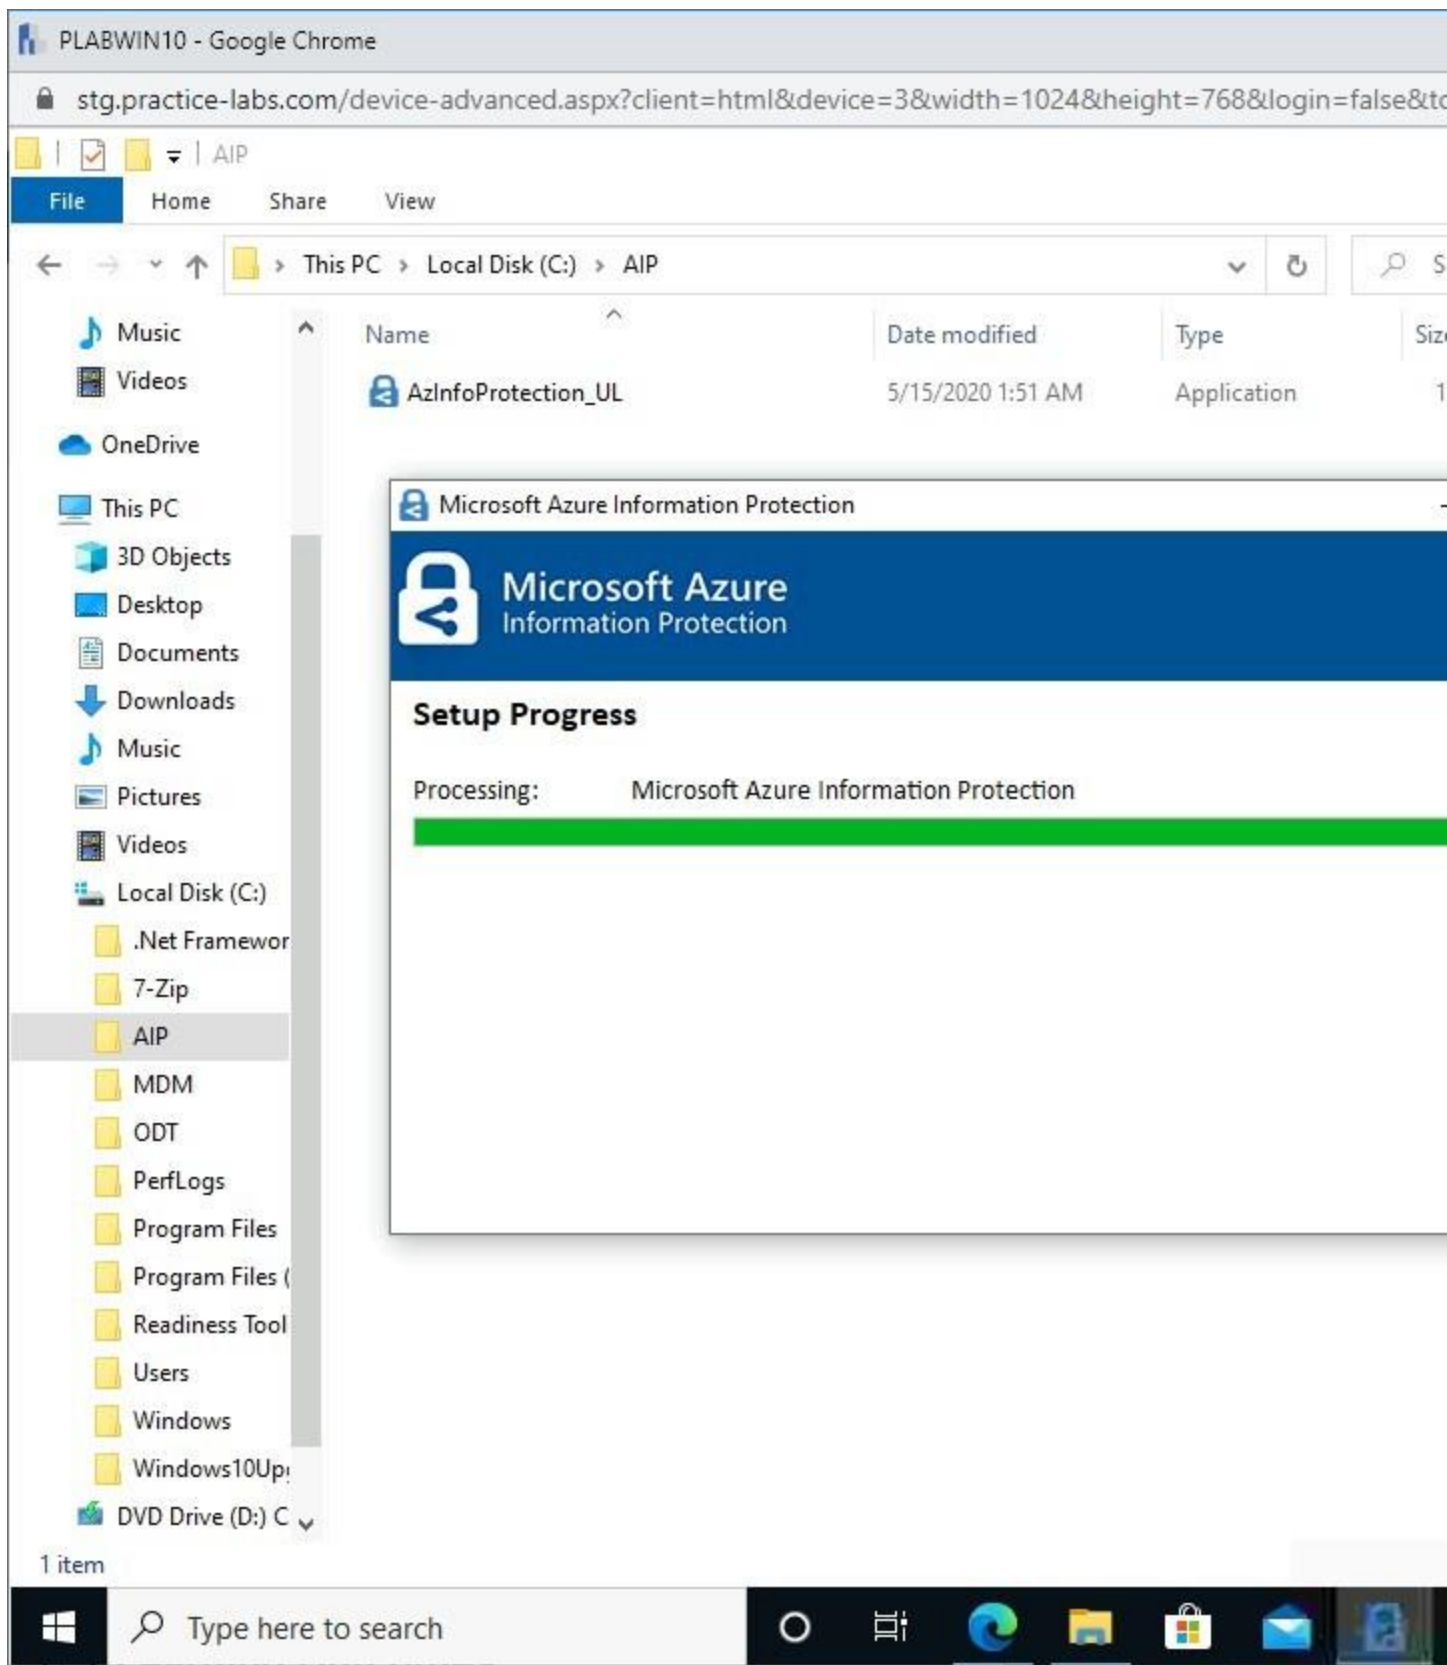 PLABWIN10 - Google Chrome
stg.practice-labs.com/device-advanced.aspx?client=html&device=3&width=1024&height=768&login=false&to
AIP
File Home Share View
This PC > Local Disk (C:) > AIP
Name Date modified Type Size
AzInfoProtection_UL 5/15/2020 1:51 AM Application 1
Music
Videos
OneDrive
This PC
3D Objects
Desktop
Documents
Downloads
Music
Pictures
Videos
Local Disk (C:)
.Net Framewor
7-Zip
AIP
MDM
ODT
PerfLogs
Program Files
Program Files (
Readiness Tool
Users
Windows
Windows10Up
DVD Drive (D:) C
Microsoft Azure Information Protection
Microsoft Azure
Information Protection
Setup Progress
Processing: Microsoft Azure Information Protection
1 item
Type here to search